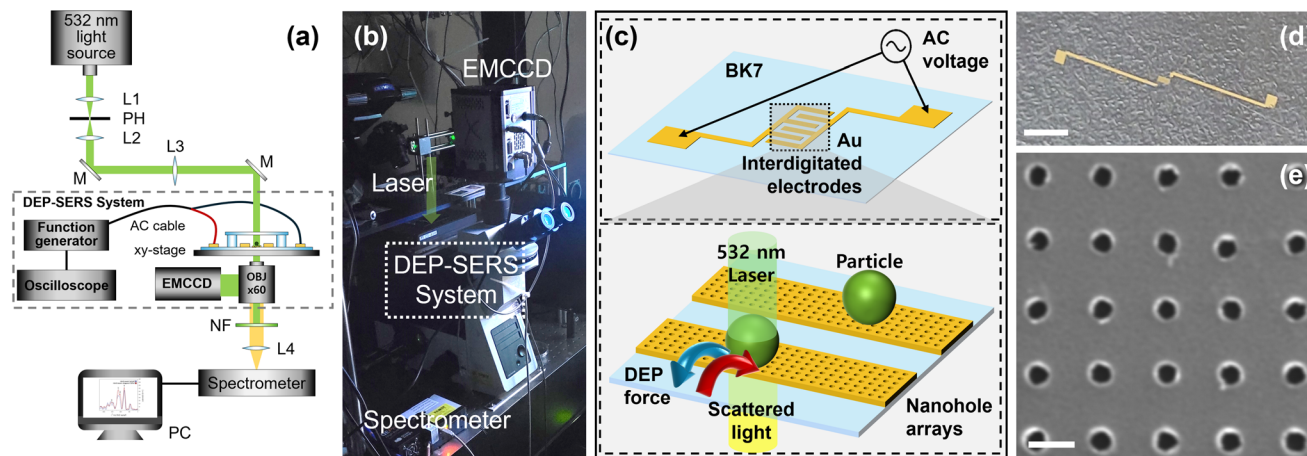 532 nm
light
source
(a)
L1
PH
L2
L3
M
M
DEP-SERS System
Function
generator
AC cable
xy-stage
Oscilloscope
EMCCD
OBJ
x60
NF
L4
Spectrometer
PC
(b)
EMCCD
Laser
DEP-SERS
System
Spectrometer
(c)
AC
voltage
BK7
Au
Interdigitated
electrodes
532 nm
Laser
Particle
DEP
force
Scattered
light
Nanohole
arrays
(d)
(e)